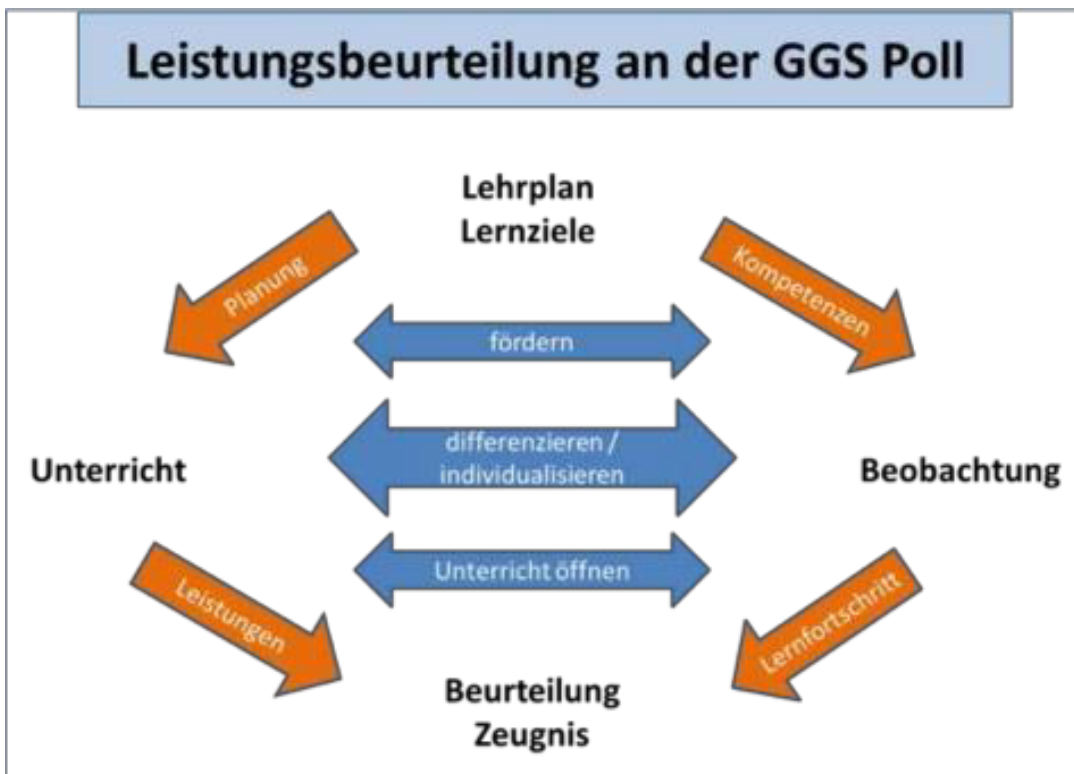 Leistungsbeurteilung an der GGS Poll
Lehrplan
Lernziele
Planung
Kompetenzen
fördern
differenzieren /
individualisieren
Unterricht
Beobachtung
Unterricht öffnen
Leistungen
Lernfortschritt
Beurteilung
Zeugnis